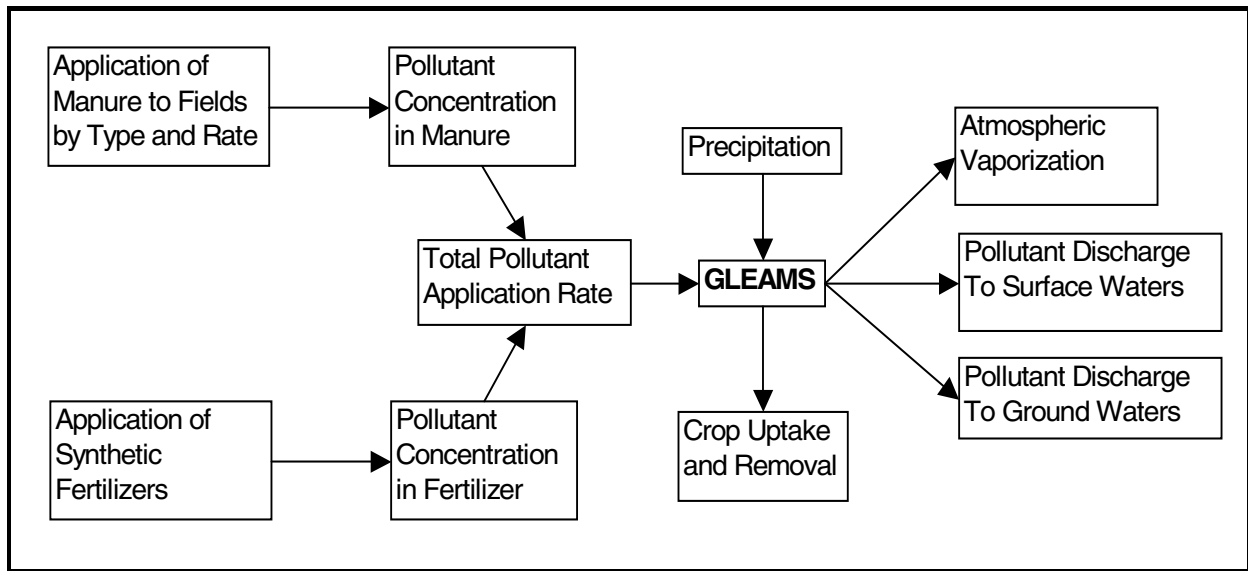 Application of
Manure to Fields
by Type and Rate
Pollutant
Concentration
in Manure
Precipitation
Atmospheric
Vaporization
Total Pollutant
Application Rate
GLEAMS
Pollutant Discharge
To Surface Waters
Pollutant Discharge
To Ground Waters
Application of
Synthetic
Fertilizers
Pollutant
Concentration
in Fertilizer
Crop Uptake
and Removal